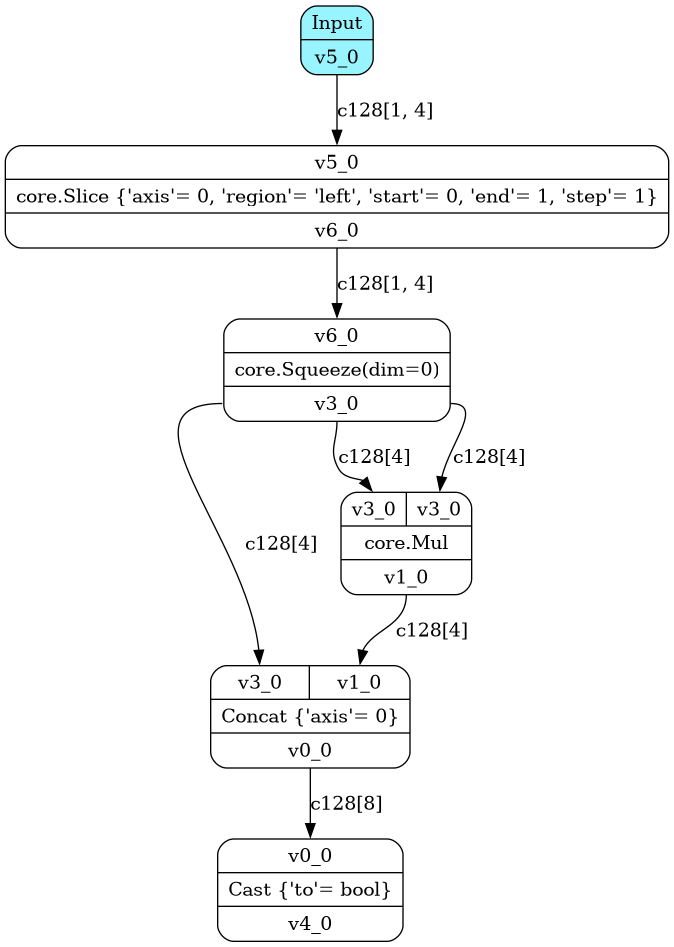 Input
v5_0
c128[1, 4]
v5_0
core.Slice {'axis'= 0, 'region'= 'left', 'start'= 0, 'end'= 1, 'step'= 1}
v6_0
c128[1, 4]
v6_0
core.Squeeze(dim=0)
v3_0
c128[4] c128[4]
v3_0 v3_0
c128[4] core.Mul
v1_0
c128[4]
v3_0 v1_0
Concat {'axis'= 0}
v0_0
c128[8]
v0_0
Cast {'to'= bool}
v4_0